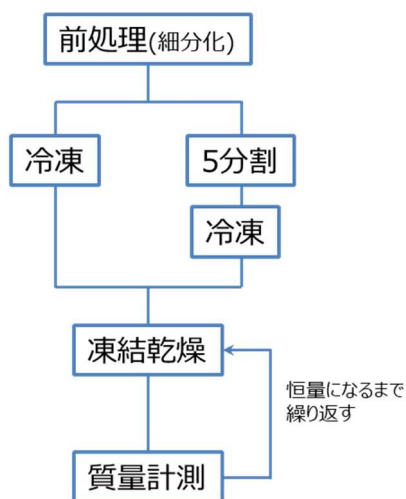 前処理(細分化)
冷凍
5分割
冷凍
凍結乾燥
恒量になるまで
繰り返す
質量計測